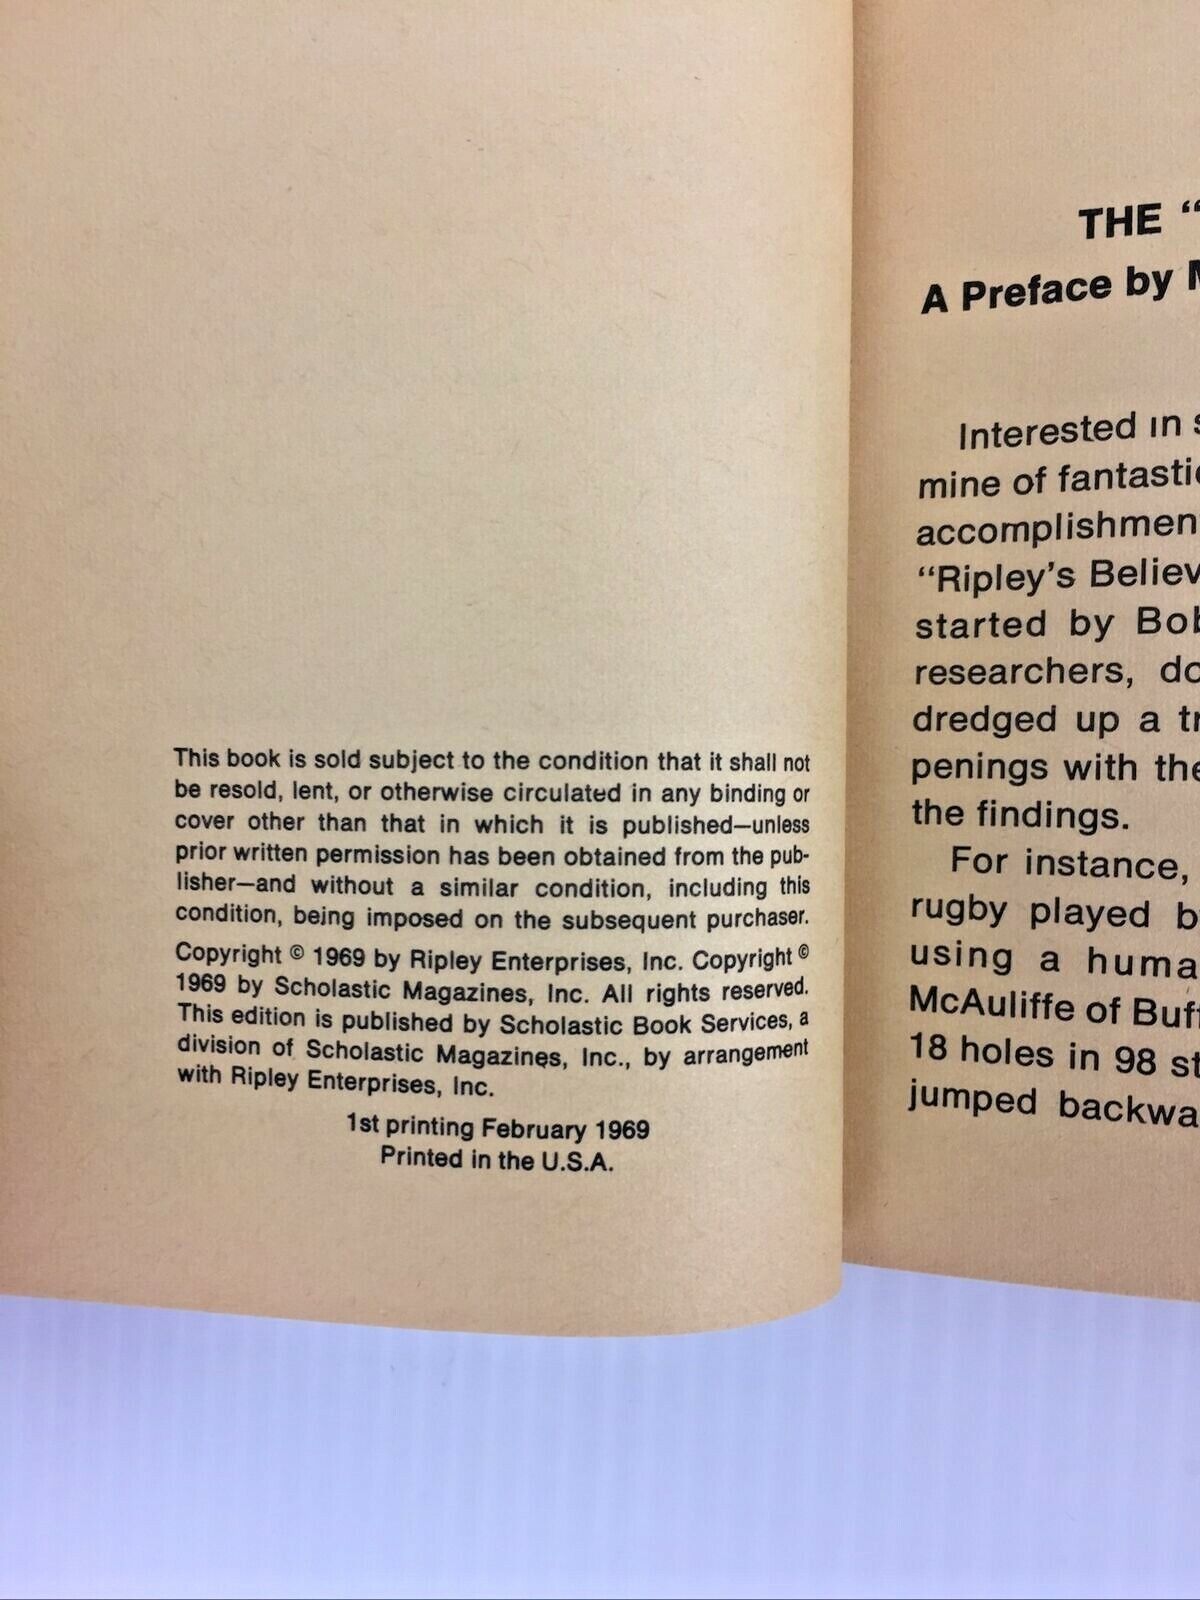 This book is sold subject to the condition that it shall not
be resold, lent, or otherwise circulated in any binding or
cover other than that in which it is published—unless
prior written permission has been obtained from the pub-
lisher—and without a similar condition, including this
condition, being imposed on the subsequent purchaser.
Copyright © 1969 by Ripley Enterprises, Inc. Copyright ©
1969 by Scholastic Magazines, Inc. All rights reserved.
This edition is published by Scholastic Book Services, a
division of Scholastic Magazines, Inc., by arrangement
with Ripley Enterprises, Inc.
1st printing February 1969
Printed in the U.S.A.
THE “
A Preface by
Interested in
mine of
“Ripley's
started by
researchers,
dredged up a
penings with
the findings.
For instance,
rugby played
using a
McAuliffe of
18 holes in 98
jumped